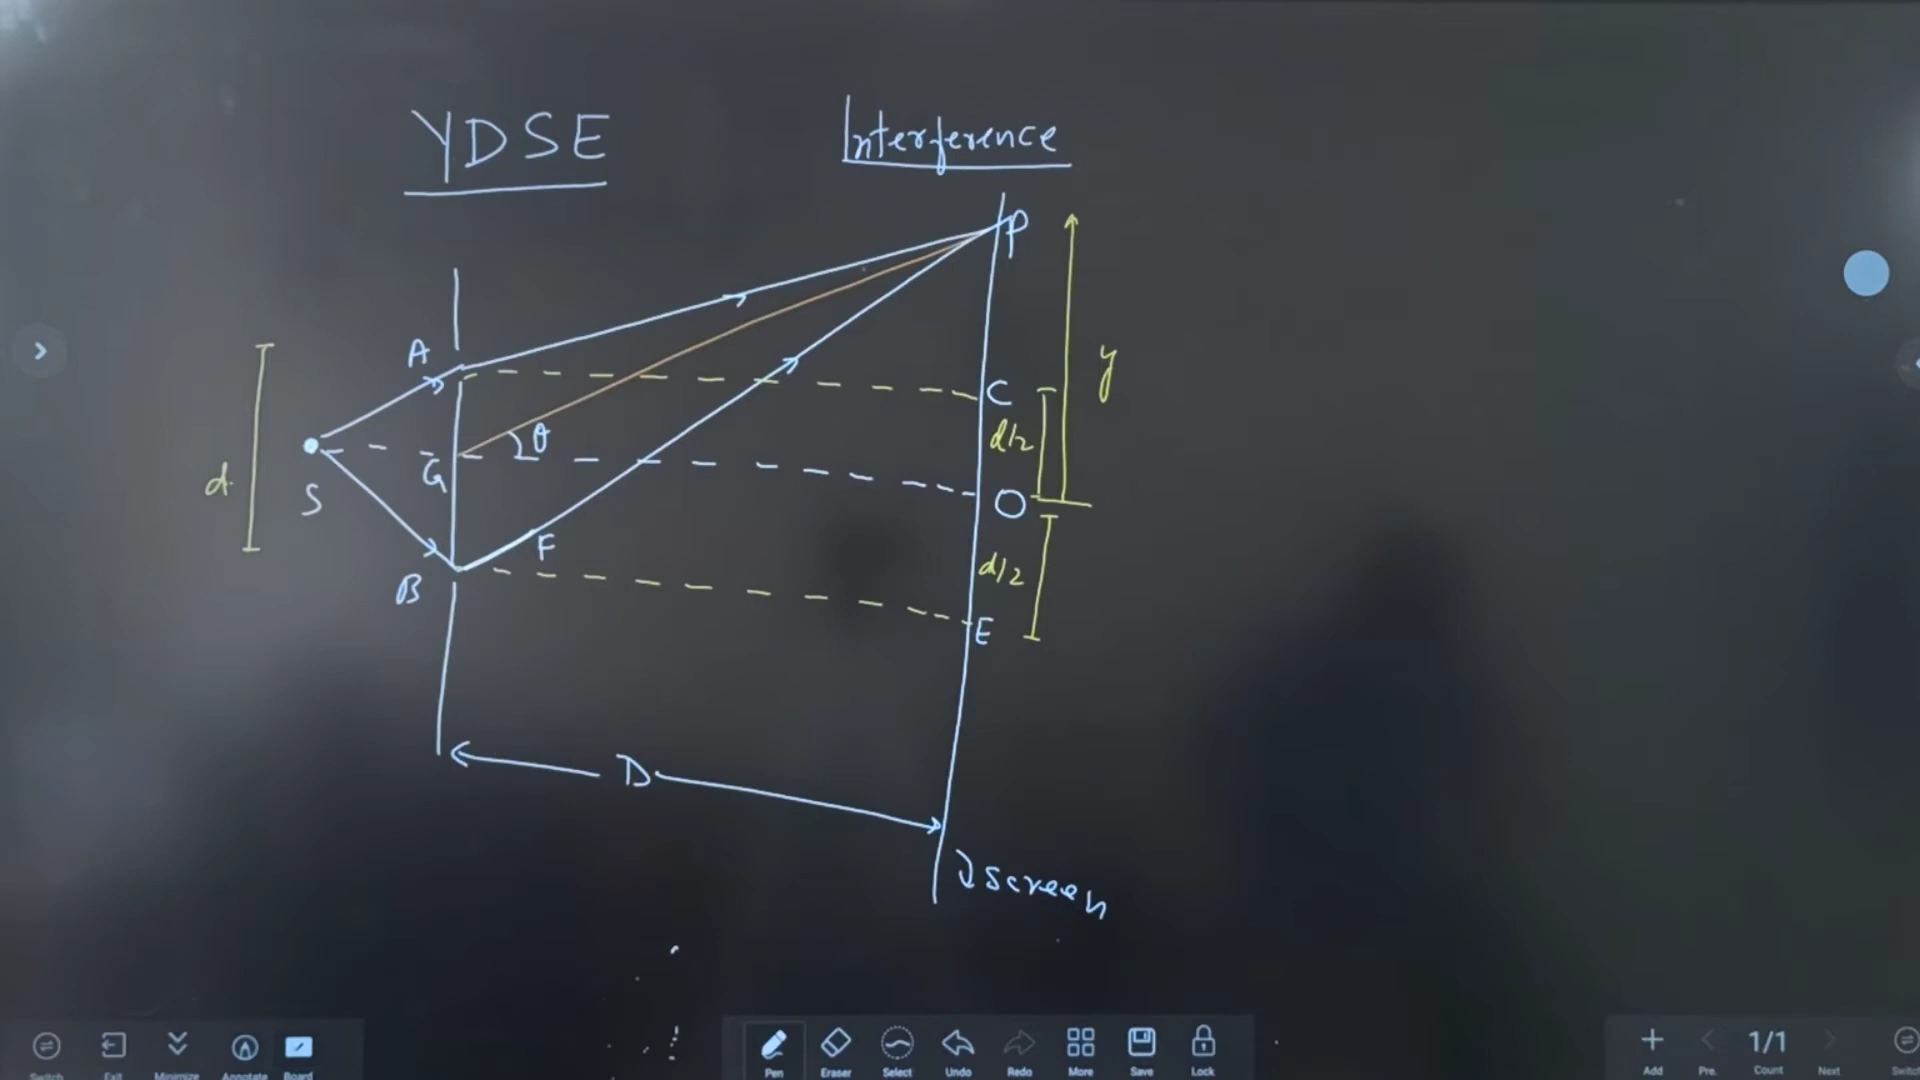 YDSE
Interference
P
A
y
C
d/2
θ
G
d
S
O
F
d/2
B
E
D
screen
Switch
Exit
Minimize
Annotate
Board
Pen
Eraser
Select
Undo
Redo
More
Save
Lock
Add
Pre.
1/1
Count
Next
Switch